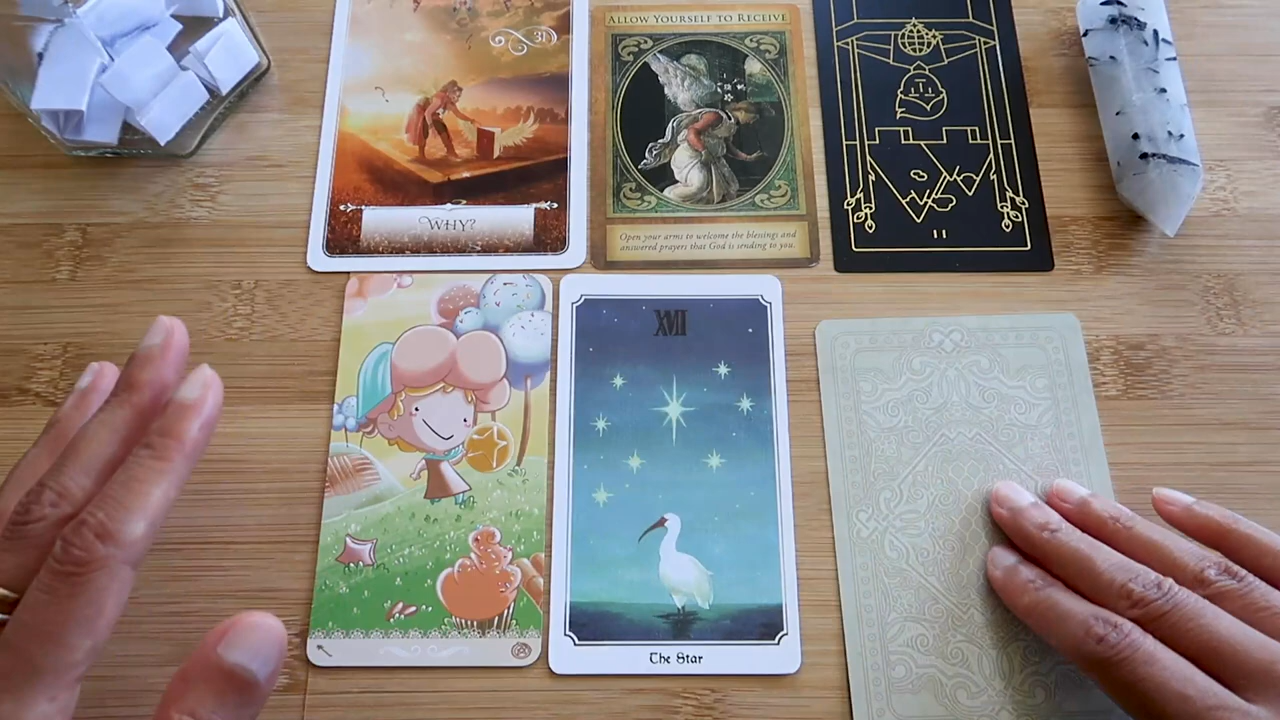 31
WHY?
ALLOW YOURSELF TO RECEIVE
Open your arms to welcome the blessings and
answered prayers that God is sending to you.
II
XVII
The Star